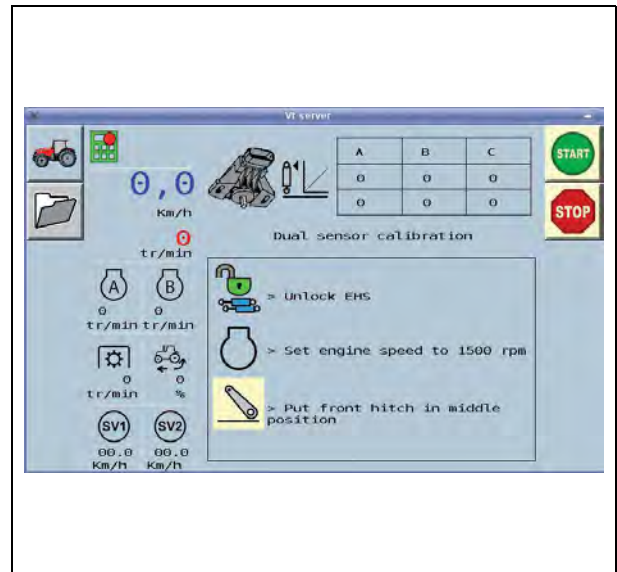 Vt server
A B C
0 0 0
0 0 0
START
STOP
0,0
Km/h
0
tr/min
Dual sensor calibration
A B
0 0
tr/min tr/min
0 0
tr/min %
SV1 SV2
00.0 00.0
Km/h Km/h
> Unlock EHS
> Set engine speed to 1500 rpm
> Put front hitch in middle
position